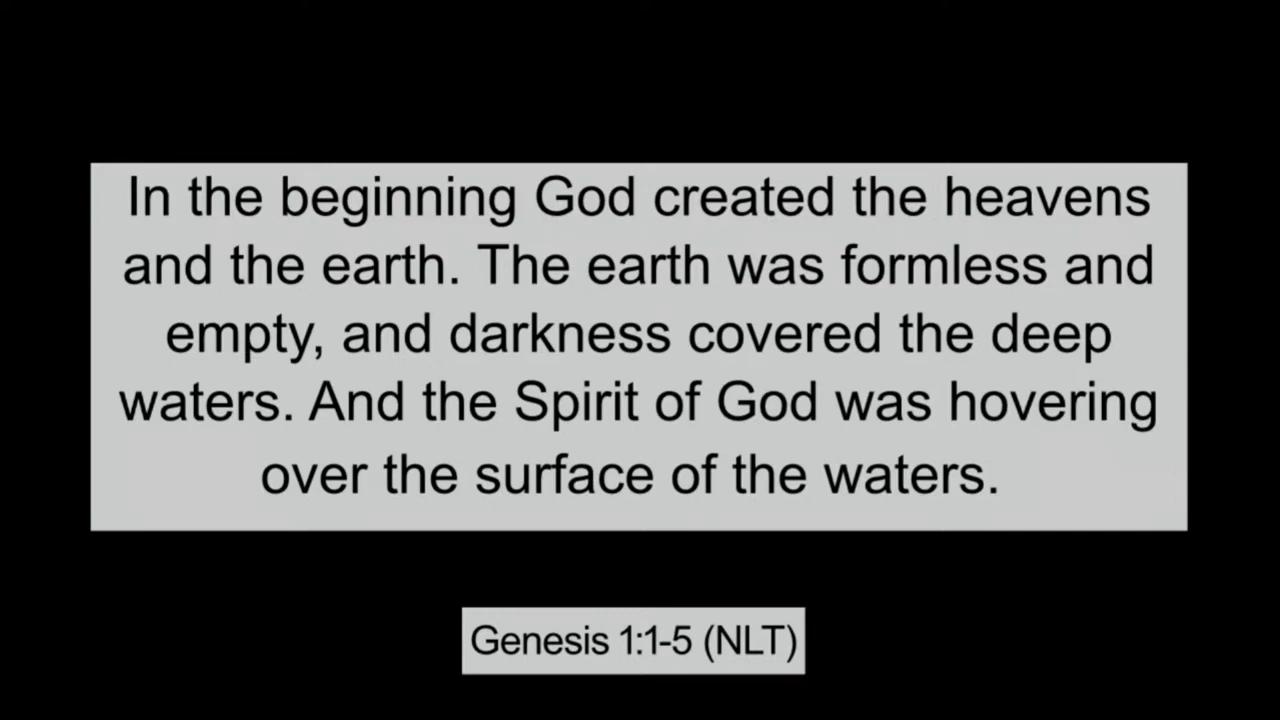 In the beginning God created the heavens
and the earth. The earth was formless and
empty, and darkness covered the deep
waters. And the Spirit of God was hovering
over the surface of the waters.
Genesis 1:1-5 (NLT)